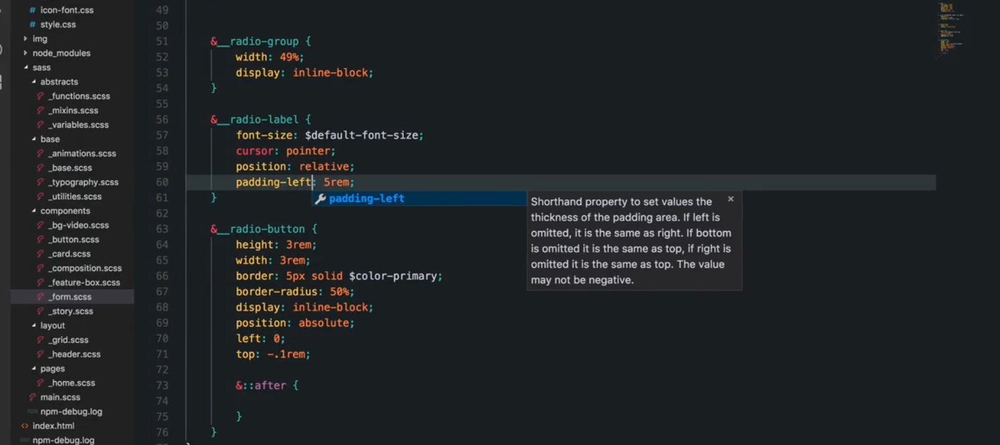 icon-font.css
style.css
img
node_modules
sass
abstracts
_functions.scss
_mixins.scss
_variables.scss
base
_animations.scss
_base.scss
_typography.scss
_utilities.scss
components
_bg-video.scss
_button.scss
_card.scss
_composition.scss
_feature-box.scss
_form.scss
_story.scss
layout
_grid.scss
_header.scss
pages
_home.scss
main.scss
npm-debug.log
index.html
npm-debug.log
49
50
51 &__radio-group {
52 width: 49%;
53 display: inline-block;
54 }
55
56 &__radio-label {
57 font-size: $default-font-size;
58 cursor: pointer;
59 position: relative;
60 padding-left: 5rem;
61 }
62
63 &__radio-button {
64 height: 3rem;
65 width: 3rem;
66 border: 5px solid $color-primary;
67 border-radius: 50%;
68 display: inline-block;
69 position: absolute;
70 left: 0;
71 top: -.1rem;
72
73 &::after {
74
75 }
76 }
padding-left
Shorthand property to set values the
thickness of the padding area. If left is
omitted, it is the same as right. If bottom
is omitted it is the same as top, if right is
omitted it is the same as top. The value
may not be negative.